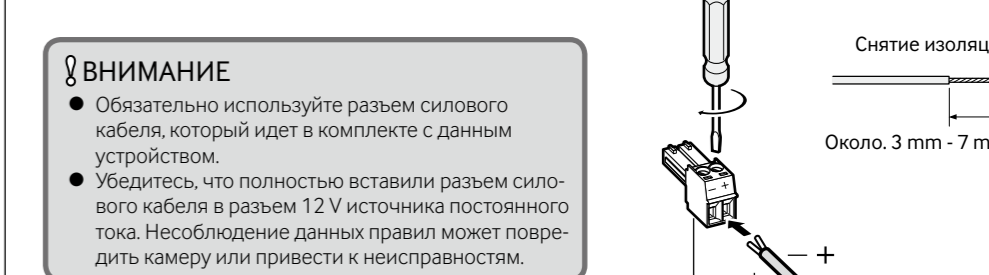 ВНИМАНИЕ
● Обязательно используйте разъем силового
кабеля, который идет в комплекте с данным
устройством.
● Убедитесь, что полностью вставили разъем сило-
вого кабеля в разъем 12 V источника постоянного
тока. Несоблюдение данных правил может повре-
дить камеру или привести к неисправностям.
Снятие изоляц
Около. 3 mm - 7 m
- +
— +